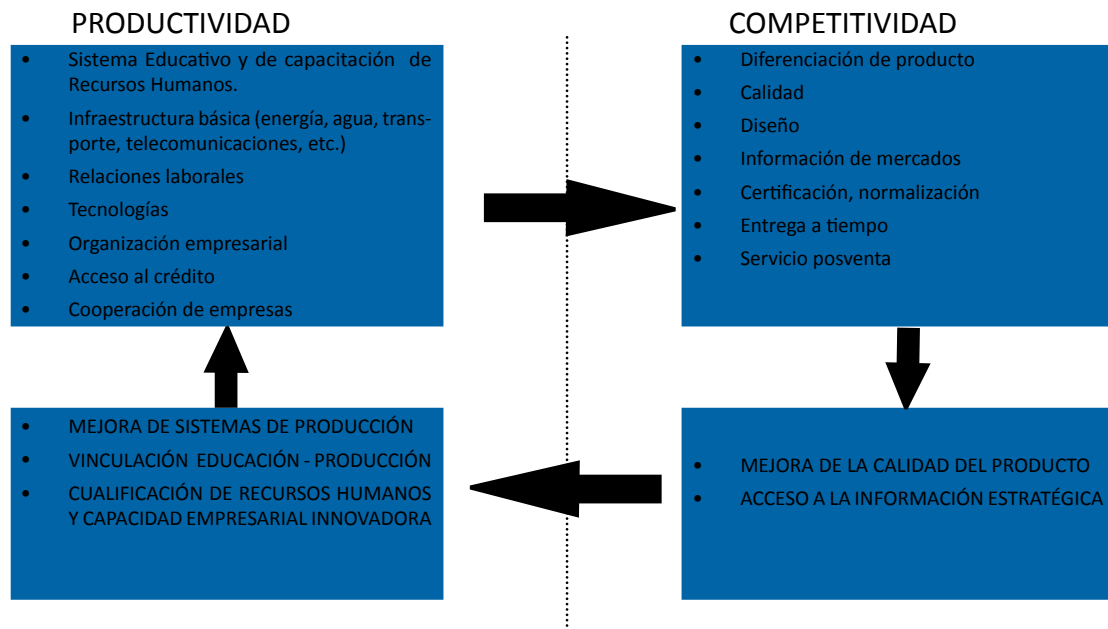 PRODUCTIVIDAD
• Sistema Educativo y de capacitación de
Recursos Humanos.
• Infraestructura básica (energía, agua, trans-
porte, telecomunicaciones, etc.)
• Relaciones laborales
• Tecnologías
• Organización empresarial
• Acceso al crédito
• Cooperación de empresas
COMPETITIVIDAD
• Diferenciación de producto
• Calidad
• Diseño
• Información de mercados
• Certificación, normalización
• Entrega a tiempo
• Servicio posventa
• MEJORA DE SISTEMAS DE PRODUCCIÓN
• VINCULACIÓN EDUCACIÓN - PRODUCCIÓN
• CUALIFICACIÓN DE RECURSOS HUMANOS
Y CAPACIDAD EMPRESARIAL INNOVADORA
• MEJORA DE LA CALIDAD DEL PRODUCTO
• ACCESO A LA INFORMACIÓN ESTRATÉGICA